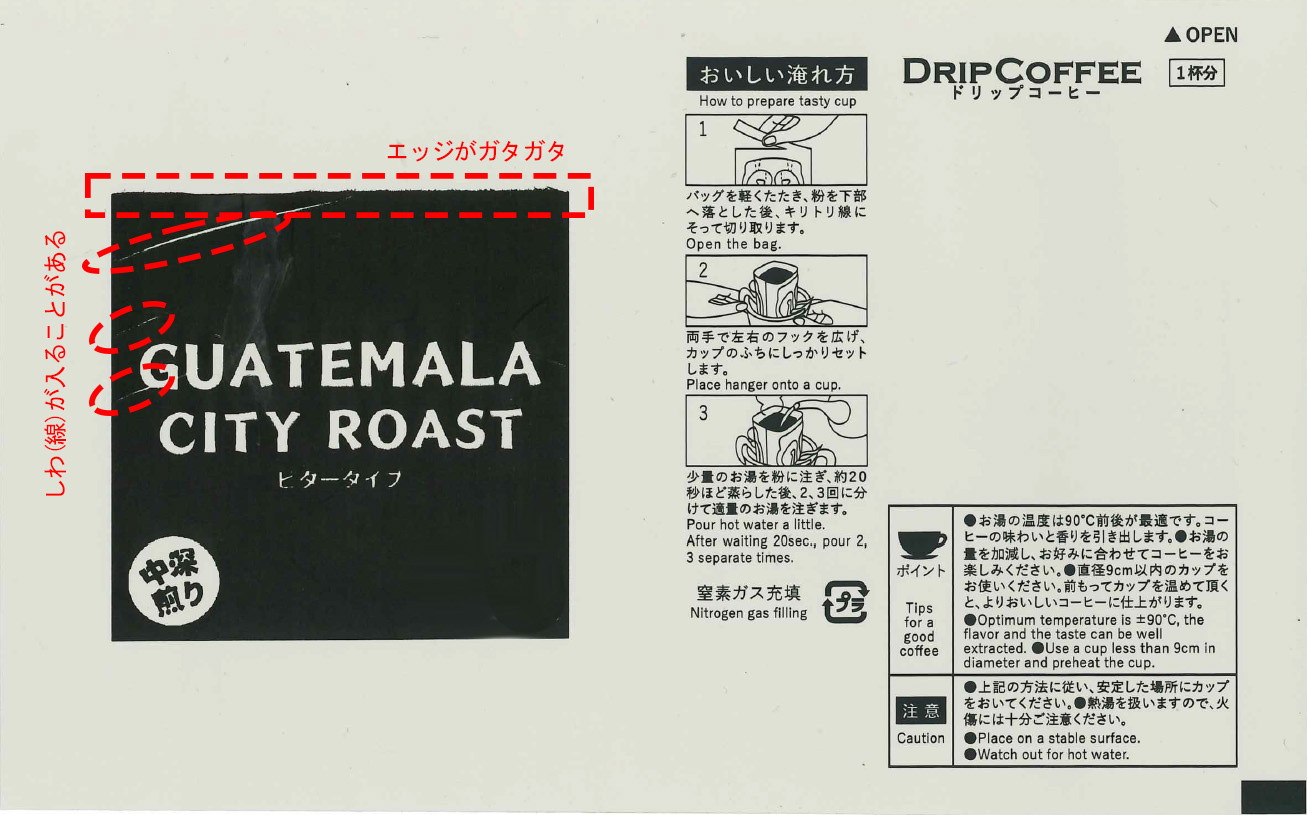 エッジがガタガタ
しわ(線)が入ることがある
GUATEMALA
CITY ROAST
ビタータイプ
中深
煎り
おいしい淹れ方
How to prepare tasty cup
1
バッグを軽くたたき、粉を下部
へ落とした後、キリトリ線に
そって切り取ります。
Open the bag.
2
両手で左右のフックを広げ、
カップのふちにしっかりセット
します。
Place hanger onto a cup.
3
少量のお湯を粉に注ぎ、約20
秒ほど蒸らした後、2、3回に分
けて適量のお湯を注ぎます。
Pour hot water a little.
After waiting 20sec., pour 2,
3 separate times.
窒素ガス充填
Nitrogen gas filling
プラ
▲ OPEN
DRIPCOFFEE
ドリップコーヒー
1杯分
ポイント
Tips
for a
good
coffee
●お湯の温度は90℃前後が最適です。コー
ヒーの味わいと香りを引き出します。●お湯の
量を加減し、お好みに合わせてコーヒーをお
楽しみください。●直径9cm以内のカップを
お使いください。前もってカップを温めて頂く
と、よりおいしいコーヒーに仕上がります。
●Optimum temperature is ±90℃, the
flavor and the taste can be well
extracted. ●Use a cup less than 9cm in
diameter and preheat the cup.
注意
Caution
●上記の方法に従い、安定した場所にカップ
をおいてください。●熱湯を扱いますので、火
傷には十分ご注意ください。
●Place on a stable surface.
●Watch out for hot water.